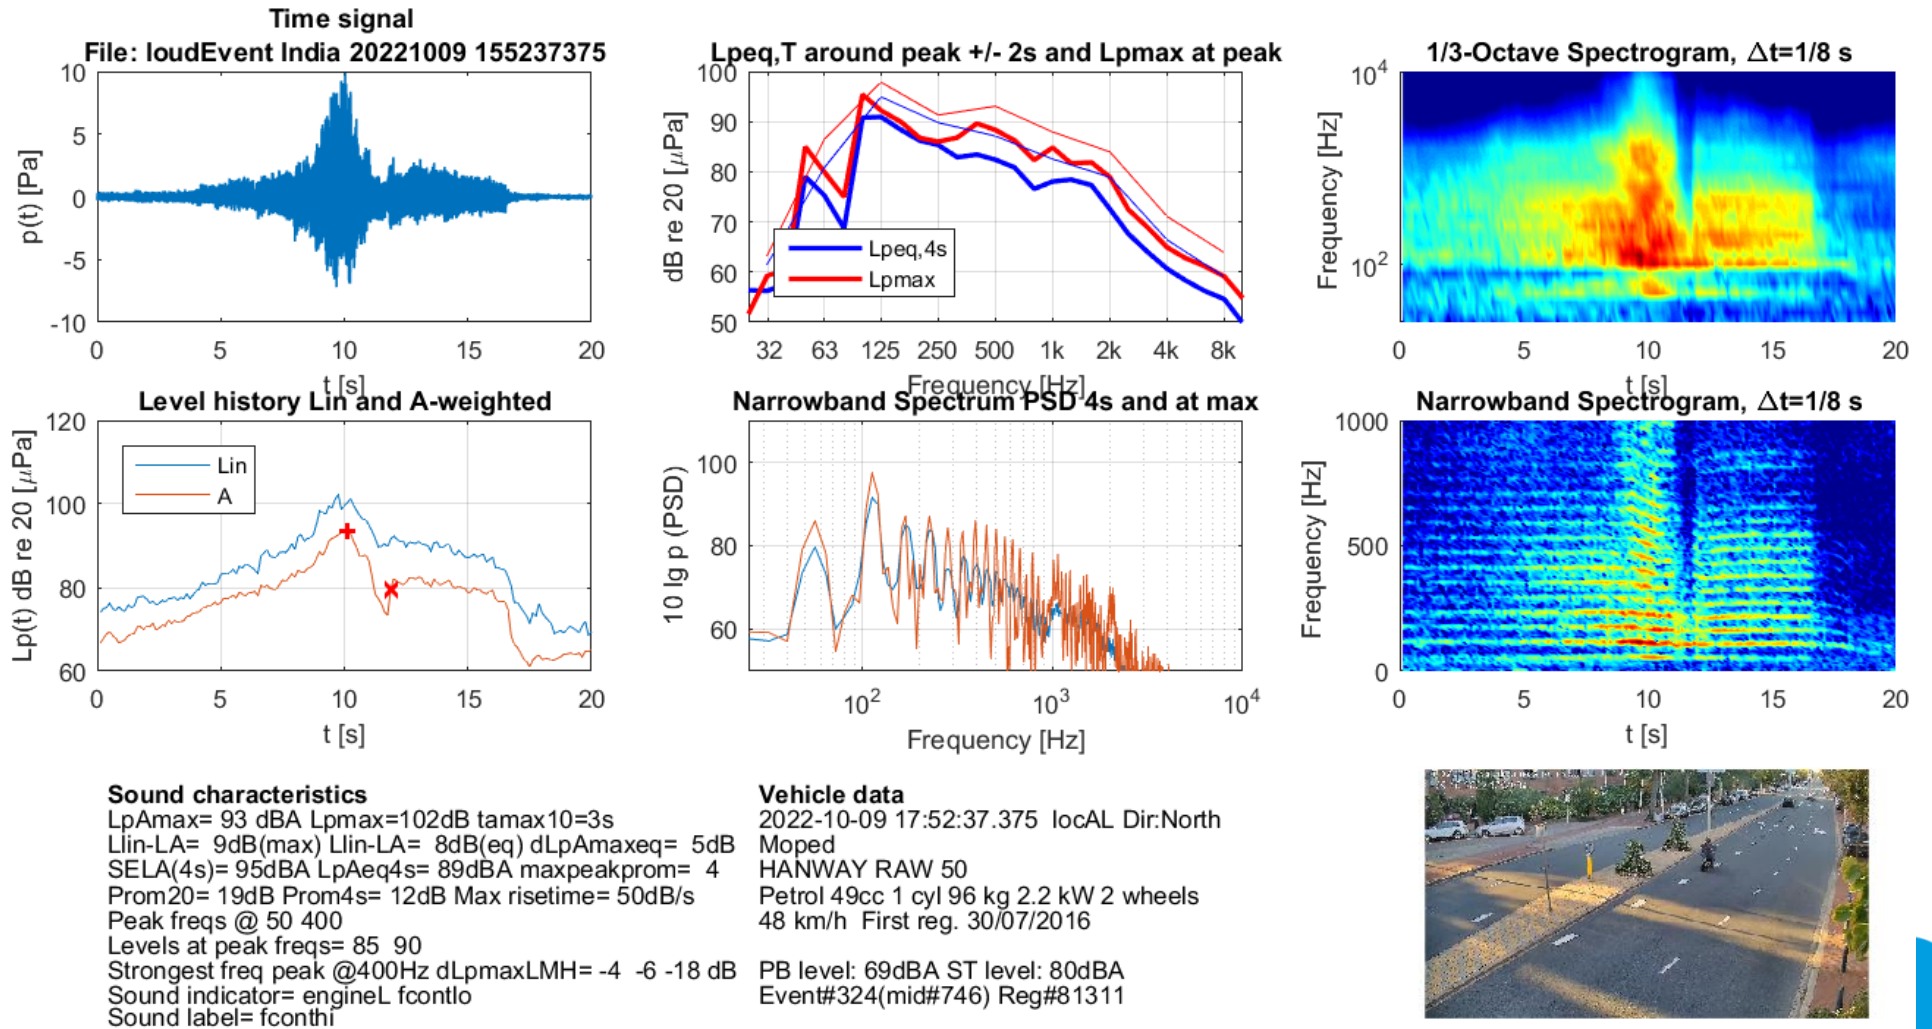 Time signal
File: loudEvent India 20221009 155237375
10
5
0
-5
-10
p(t) [Pa]
0 5 10 15 20
t [s]
Lpeq,T around peak +/- 2s and Lpmax at peak
100
90
80
70
60
50
dB re 20 [μPa]
Lpeq,4s
Lpmax
32 63 125 250 500 1k 2k 4k 8k
Frequency [Hz]
1/3-Octave Spectrogram, Δt=1/8 s
10⁴
10²
Frequency [Hz]
0 5 10 15 20
t [s]
Level history Lin and A-weighted
120
100
80
60
Lp(t) dB re 20 [μPa]
Lin
A
0 5 10 15 20
t [s]
Narrowband Spectrum PSD 4s and at max
100
80
60
10 lg p (PSD)
10² 10³ 10⁴
Frequency [Hz]
Narrowband Spectrogram, Δt=1/8 s
1000
500
0
Frequency [Hz]
0 5 10 15 20
t [s]
Sound characteristics
LpAmax= 93 dBA Lpmax=102dB tamax10=3s
Llin-LA= 9dB(max) Llin-LA= 8dB(eq) dLpAmaxeq= 5dB
SELA(4s)= 95dBA LpAeq4s= 89dBA maxpeakprom= 4
Prom20= 19dB Prom4s= 12dB Max risetime= 50dB/s
Peak freqs @ 50 400
Levels at peak freqs= 85 90
Strongest freq peak @400Hz dLpmaxLMH= -4 -6 -18 dB
Sound indicator= engineL fcontlo
Sound label= fconthi
Vehicle data
2022-10-09 17:52:37.375 locAL Dir:North
Moped
HANWAY RAW 50
Petrol 49cc 1 cyl 96 kg 2.2 kW 2 wheels
48 km/h First reg. 30/07/2016
PB level: 69dBA ST level: 80dBA
Event#324(mid#746) Reg#81311